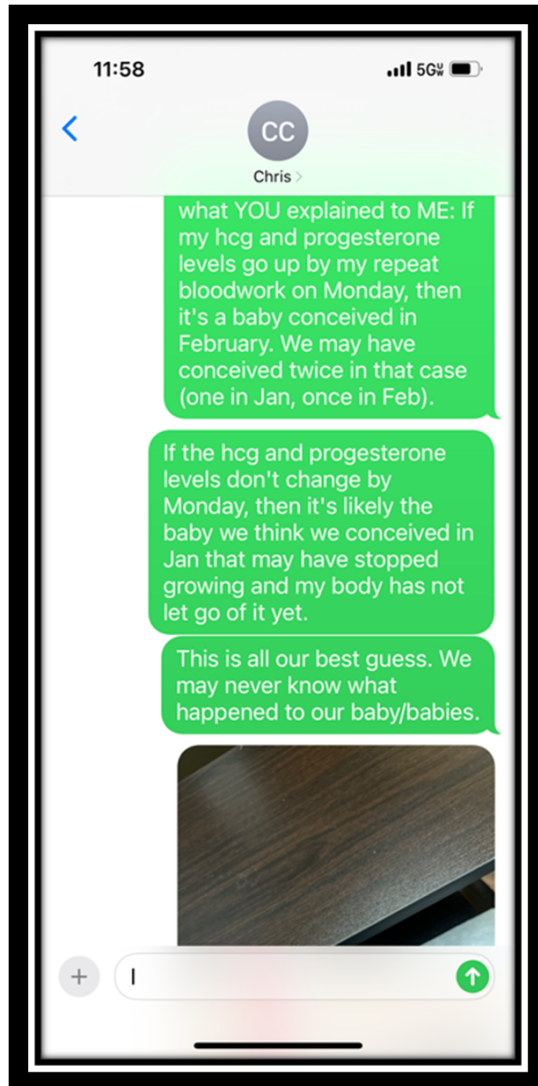 11:58
5GUW
CC
Chris
what YOU explained to ME: If
my hcg and progesterone
levels go up by my repeat
bloodwork on Monday, then
it's a baby conceived in
February. We may have
conceived twice in that case
(one in Jan, once in Feb).
If the hcg and progesterone
levels don't change by
Monday, then it's likely the
baby we think we conceived in
Jan that may have stopped
growing and my body has not
let go of it yet.
This is all our best guess. We
may never know what
happened to our baby/babies.
I